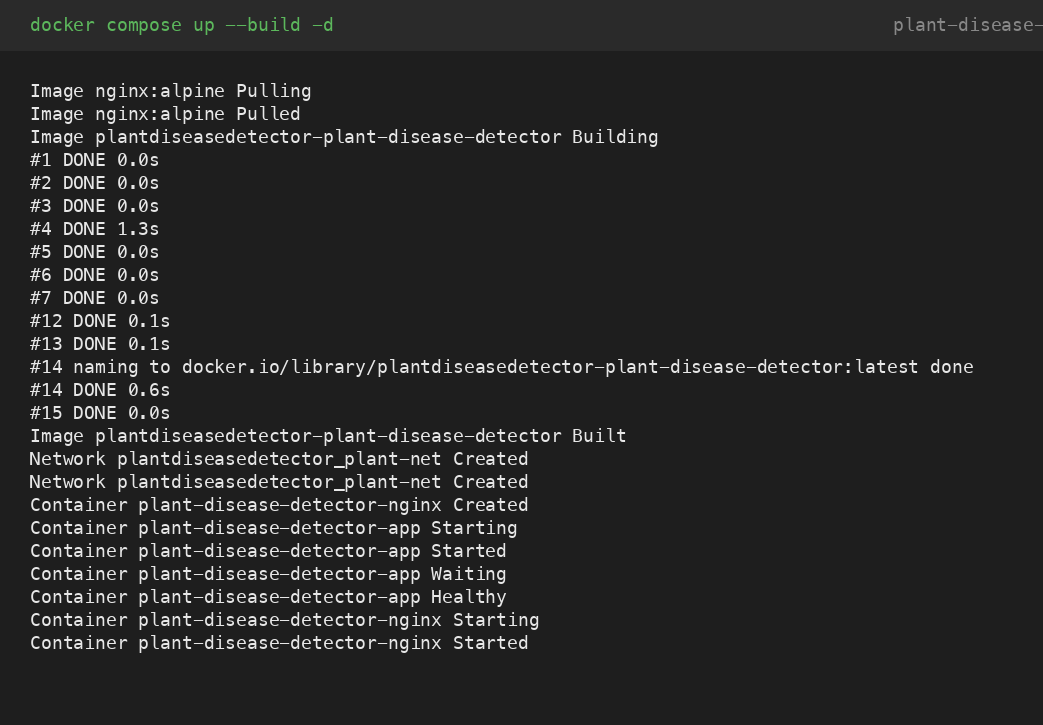 docker compose up --build -d
plant-disease-
Image nginx:alpine Pulling
Image nginx:alpine Pulled
Image plantdiseasedetector-plant-disease-detector Building
#1 DONE 0.0s
#2 DONE 0.0s
#3 DONE 0.0s
#4 DONE 1.3s
#5 DONE 0.0s
#6 DONE 0.0s
#7 DONE 0.0s
#12 DONE 0.1s
#13 DONE 0.1s
#14 naming to docker.io/library/plantdiseasedetector-plant-disease-detector:latest done
#14 DONE 0.6s
#15 DONE 0.0s
Image plantdiseasedetector-plant-disease-detector Built
Network plantdiseasedetector_plant-net Created
Network plantdiseasedetector_plant-net Created
Container plant-disease-detector-nginx Created
Container plant-disease-detector-app Starting
Container plant-disease-detector-app Started
Container plant-disease-detector-app Waiting
Container plant-disease-detector-app Healthy
Container plant-disease-detector-nginx Starting
Container plant-disease-detector-nginx Started